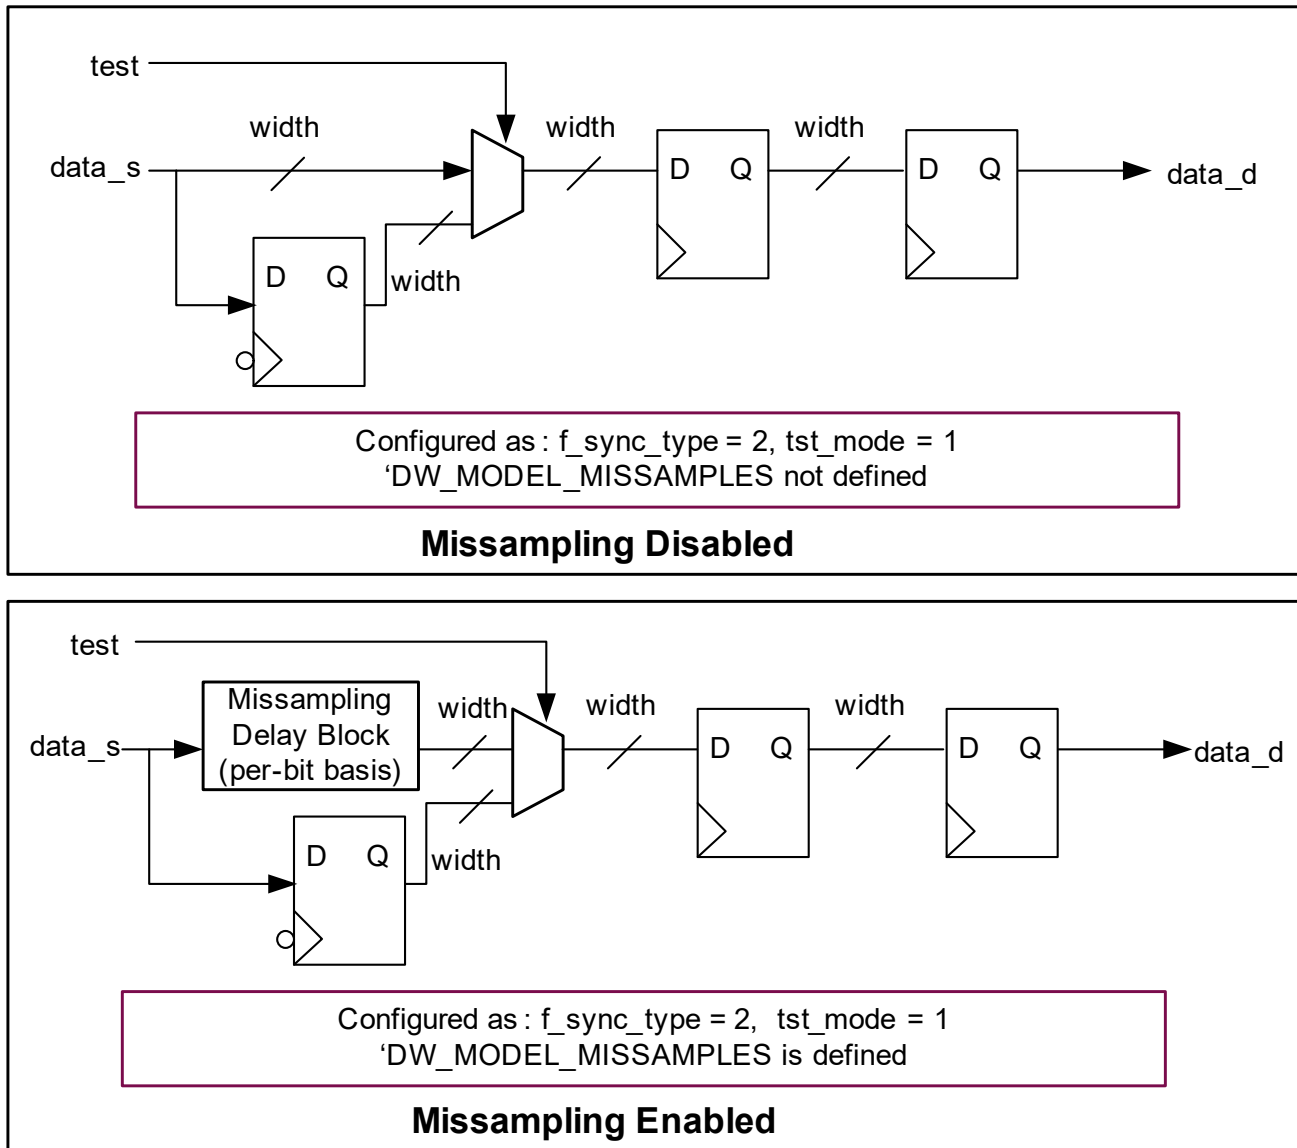 test
width
width
width
data_s
D Q
D Q
data_d
D Q
width
Configured as : f_sync_type = 2, tst_mode = 1
‘DW_MODEL_MISSAMPLES not defined
Missampling Disabled
test
Missampling
Delay Block
(per-bit basis)
width
width
width
data_s
D Q
D Q
data_d
D Q
width
Configured as : f_sync_type = 2, tst_mode = 1
‘DW_MODEL_MISSAMPLES is defined
Missampling Enabled